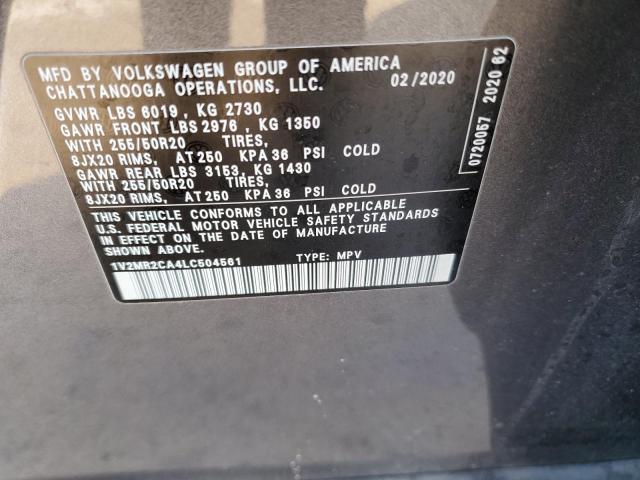 MFD BY VOLKSWAGEN GROUP OF AMERICA
CHATTANOOGA OPERATIONS, LLC. 02/2020
GVWR LBS 6019 , KG 2730
GAWR FRONT LBS 2976 , KG 1350
WITH 255/50R20 TIRES,
8JX20 RIMS, AT 250 KPA 36 PSI COLD
GAWR REAR LBS 3153, KG 1430
WITH 255/50R20 TIRES,
8JX20 RIMS, AT 250 KPA 36 PSI COLD
THIS VEHICLE CONFORMS TO ALL APPLICABLE
U.S. FEDERAL MOTOR VEHICLE SAFETY STANDARDS
IN EFFECT ON THE DATE OF MANUFACTURE
SHOWN ABOVE.
1V2MR2CA4LC504561 TYPE: MPV
0720057 2020 62